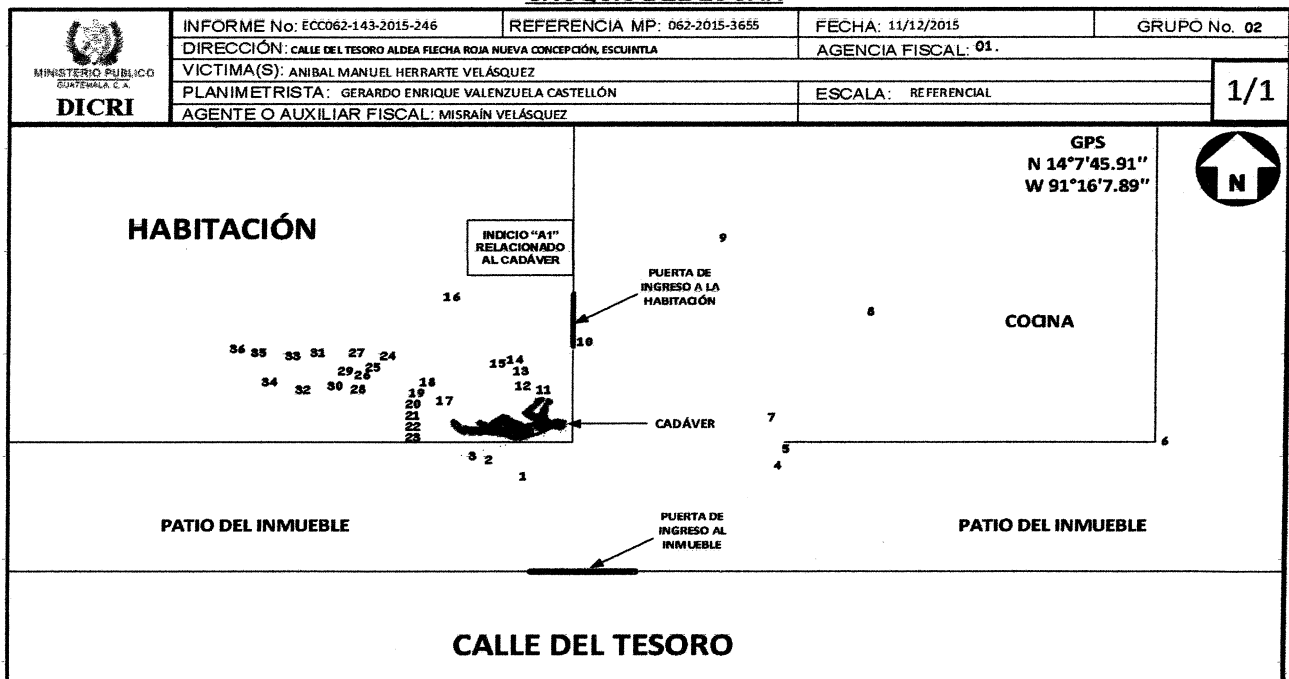 INFORME No: ECC062-143-2015-246
REFERENCIA MP: 062-2015-3655
FECHA: 11/12/2015
GRUPO No. 02
DIRECCIÓN: CALLE DEL TESORO ALDEA FLECHA ROJA NUEVA CONCEPCIÓN, ESCUINTLA
AGENCIA FISCAL: 01.
MINISTERIO PUBLICO
GUATEMALA, C. A.
DICRI
VICTIMA(S): ANIBAL MANUEL HERRARTE VELÁSQUEZ
PLANIMETRISTA: GERARDO ENRIQUE VALENZUELA CASTELLÓN
ESCALA: REFERENCIAL
1/1
AGENTE O AUXILIAR FISCAL: MISRAÍN VELÁSQUEZ
GPS
N 14°7'45.91"
W 91°16'7.89"
N
HABITACIÓN
INDICIO "A1"
RELACIONADO
AL CADÁVER
9
PUERTA DE
INGRESO A LA
HABITACIÓN
16
8
COCINA
10
36 35 33 31 27 24
15 14
29 26 25
13
34 32 30 28
18
12 11
19
17
20
21
22
23
CADÁVER
7
5
6
3 2
4
1
PATIO DEL INMUEBLE
PUERTA DE
INGRESO AL
INMUEBLE
PATIO DEL INMUEBLE
CALLE DEL TESORO